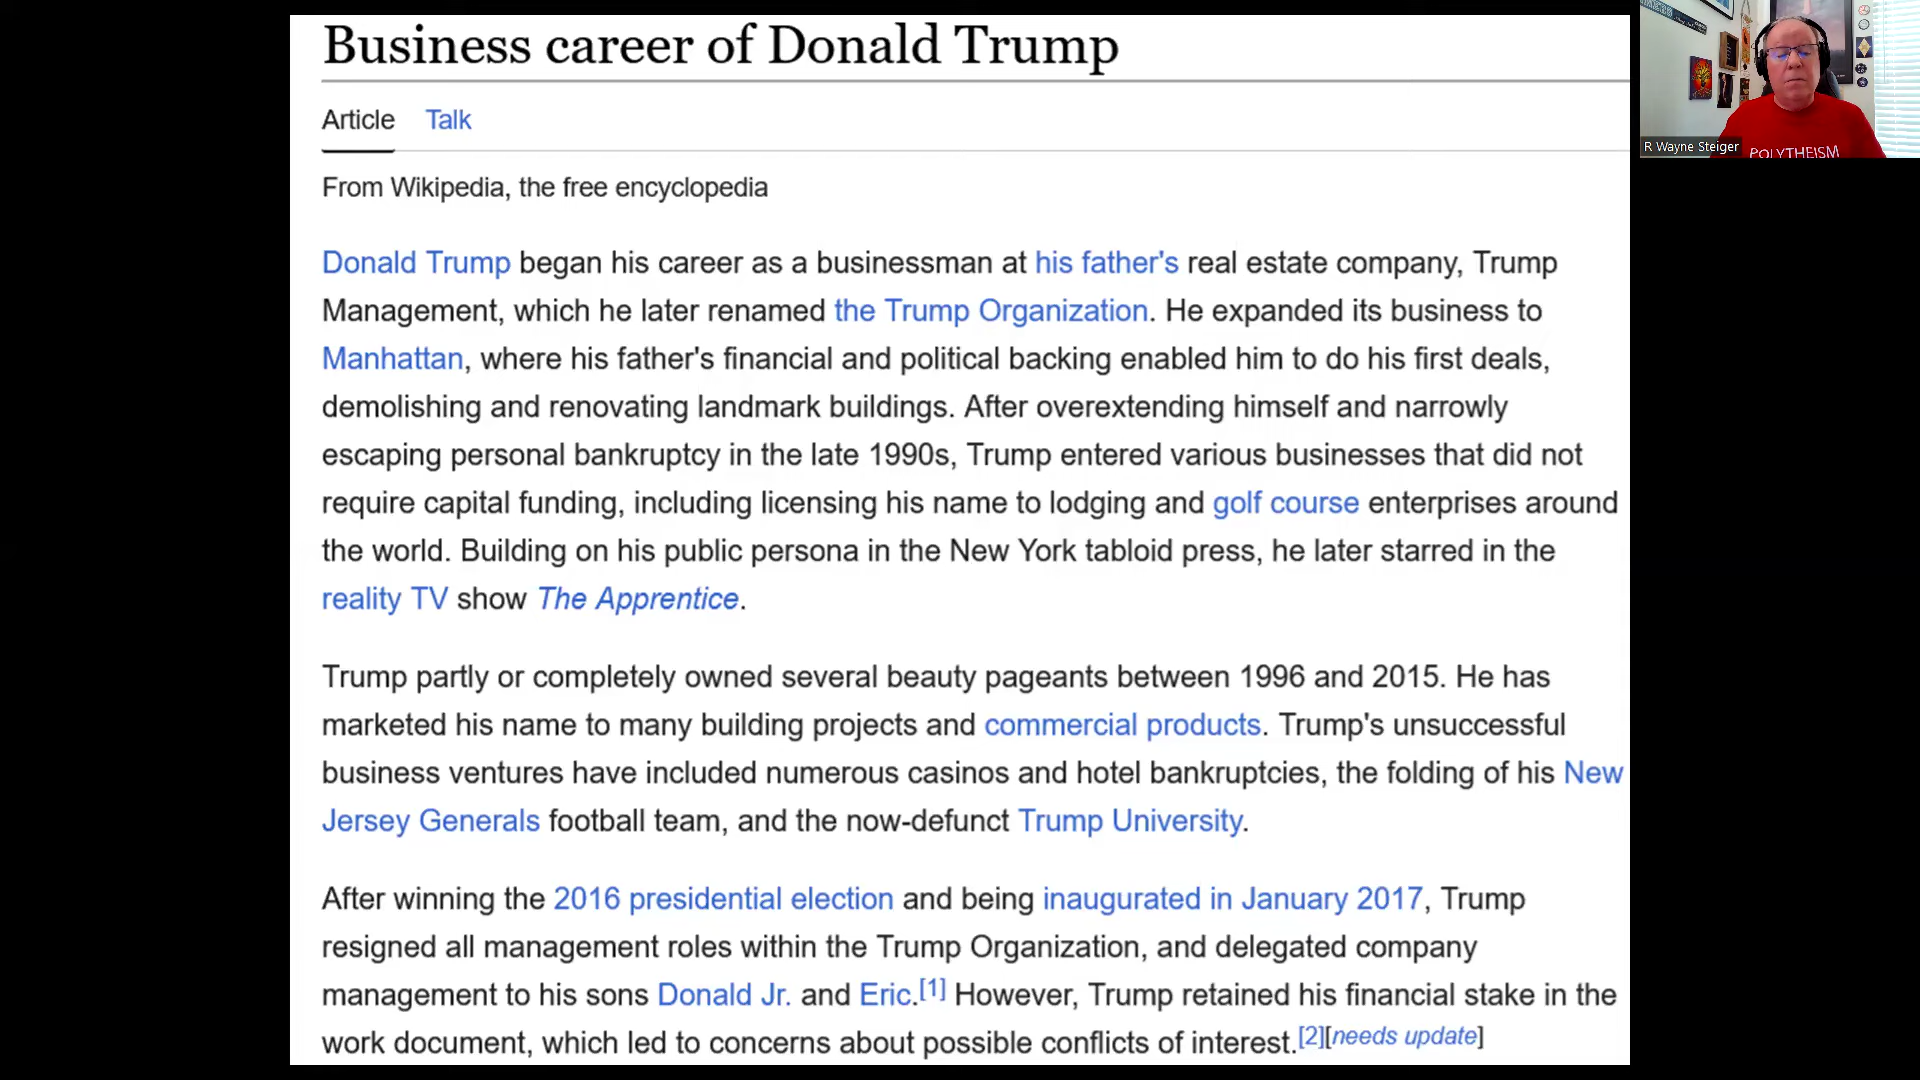 Business career of Donald Trump
Article Talk
From Wikipedia, the free encyclopedia
Donald Trump began his career as a businessman at his father's real estate company, Trump
Management, which he later renamed the Trump Organization. He expanded its business to
Manhattan, where his father's financial and political backing enabled him to do his first deals,
demolishing and renovating landmark buildings. After overextending himself and narrowly
escaping personal bankruptcy in the late 1990s, Trump entered various businesses that did not
require capital funding, including licensing his name to lodging and golf course enterprises around
the world. Building on his public persona in the New York tabloid press, he later starred in the
reality TV show The Apprentice.
Trump partly or completely owned several beauty pageants between 1996 and 2015. He has
marketed his name to many building projects and commercial products. Trump's unsuccessful
business ventures have included numerous casinos and hotel bankruptcies, the folding of his New
Jersey Generals football team, and the now-defunct Trump University.
After winning the 2016 presidential election and being inaugurated in January 2017, Trump
resigned all management roles within the Trump Organization, and delegated company
management to his sons Donald Jr. and Eric.[1] However, Trump retained his financial stake in the
work document, which led to concerns about possible conflicts of interest.[2][needs update]
R Wayne Steiger
POLYTHEISM